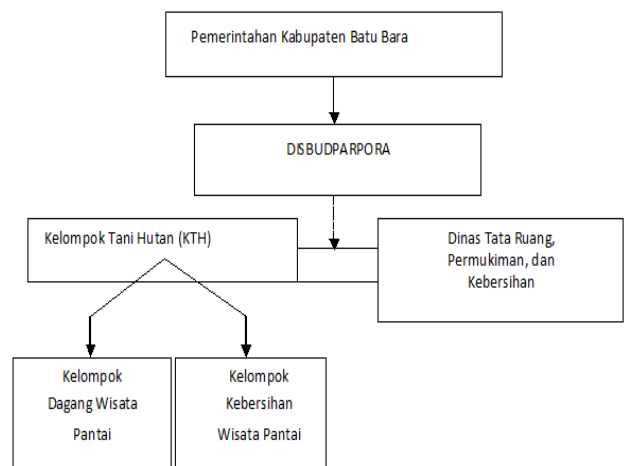 Pemerintahan Kabupaten Batu Bara
DISBUDPARPORA
Kelompok Tani Hutan (KTH)
Dinas Tata Ruang,
Permukiman, dan
Kebersihan
Kelompok
Dagang Wisata
Pantai
Kelompok
Kebersihan
Wisata Pantai